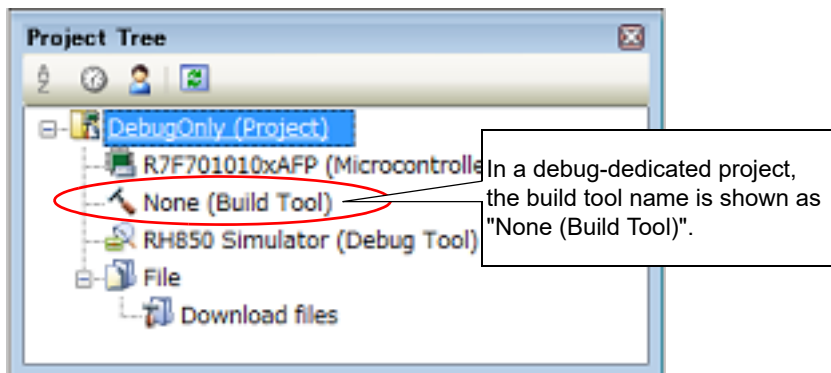 Project Tree
DebugOnly (Project)
R7F701010xAFP (Microcontrolle
In a debug-dedicated project,
the build tool name is shown as
"None (Build Tool)".
None (Build Tool)
RH850 Simulator (Debug Tool)
File
Download files